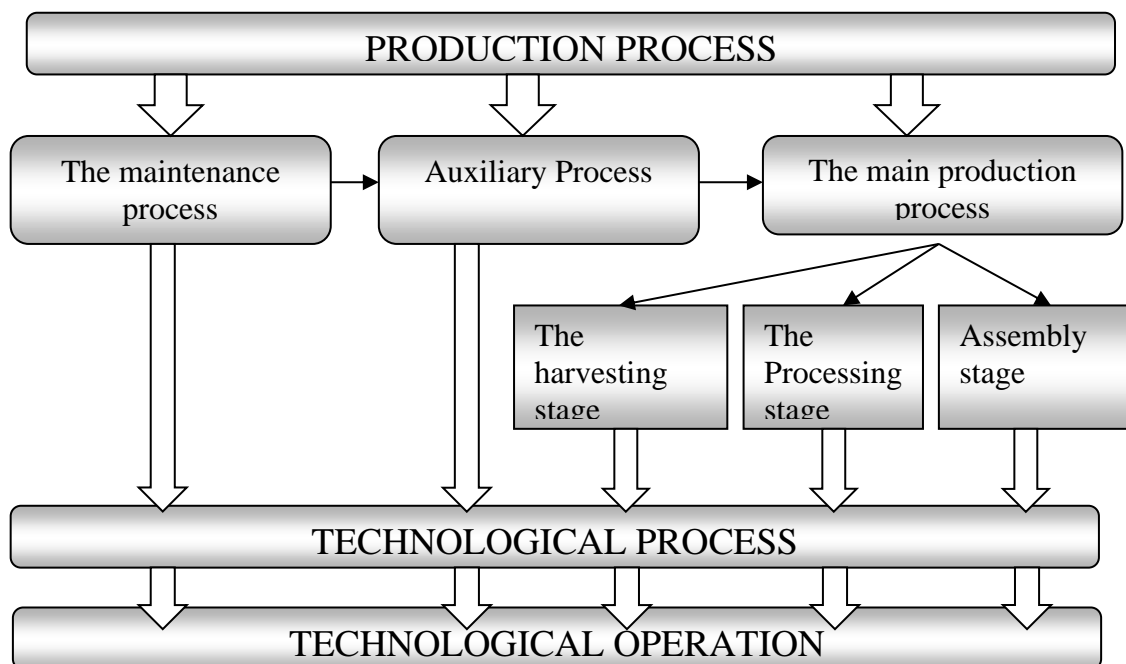 PRODUCTION PROCESS
The maintenance
process
Auxiliary Process
The main production
process
The
harvesting
stage
The
Processing
stage
Assembly
stage
TECHNOLOGICAL PROCESS
TECHNOLOGICAL OPERATION